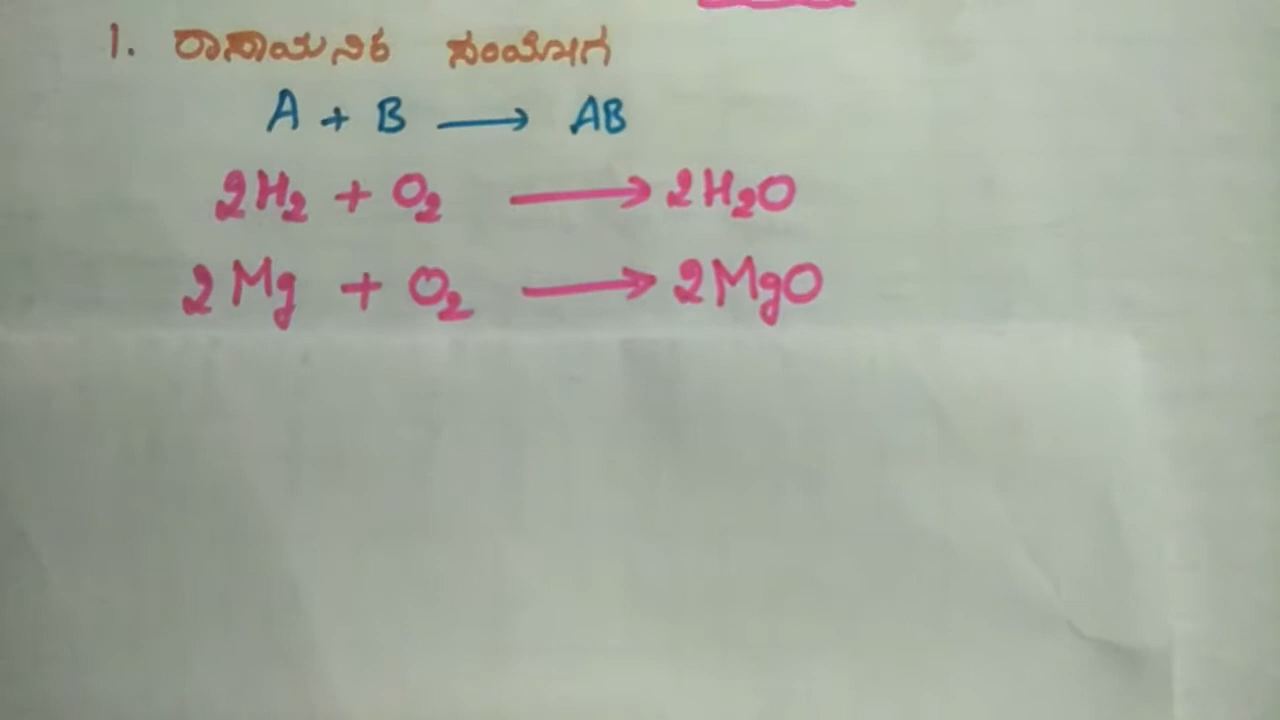 1. ರಾಸಾಯನಿಕ ಸಂಯೋಗ
A + B ⟶ AB
2H₂ + O₂ ⟶ 2H₂O
2Mg + O₂ ⟶ 2MgO